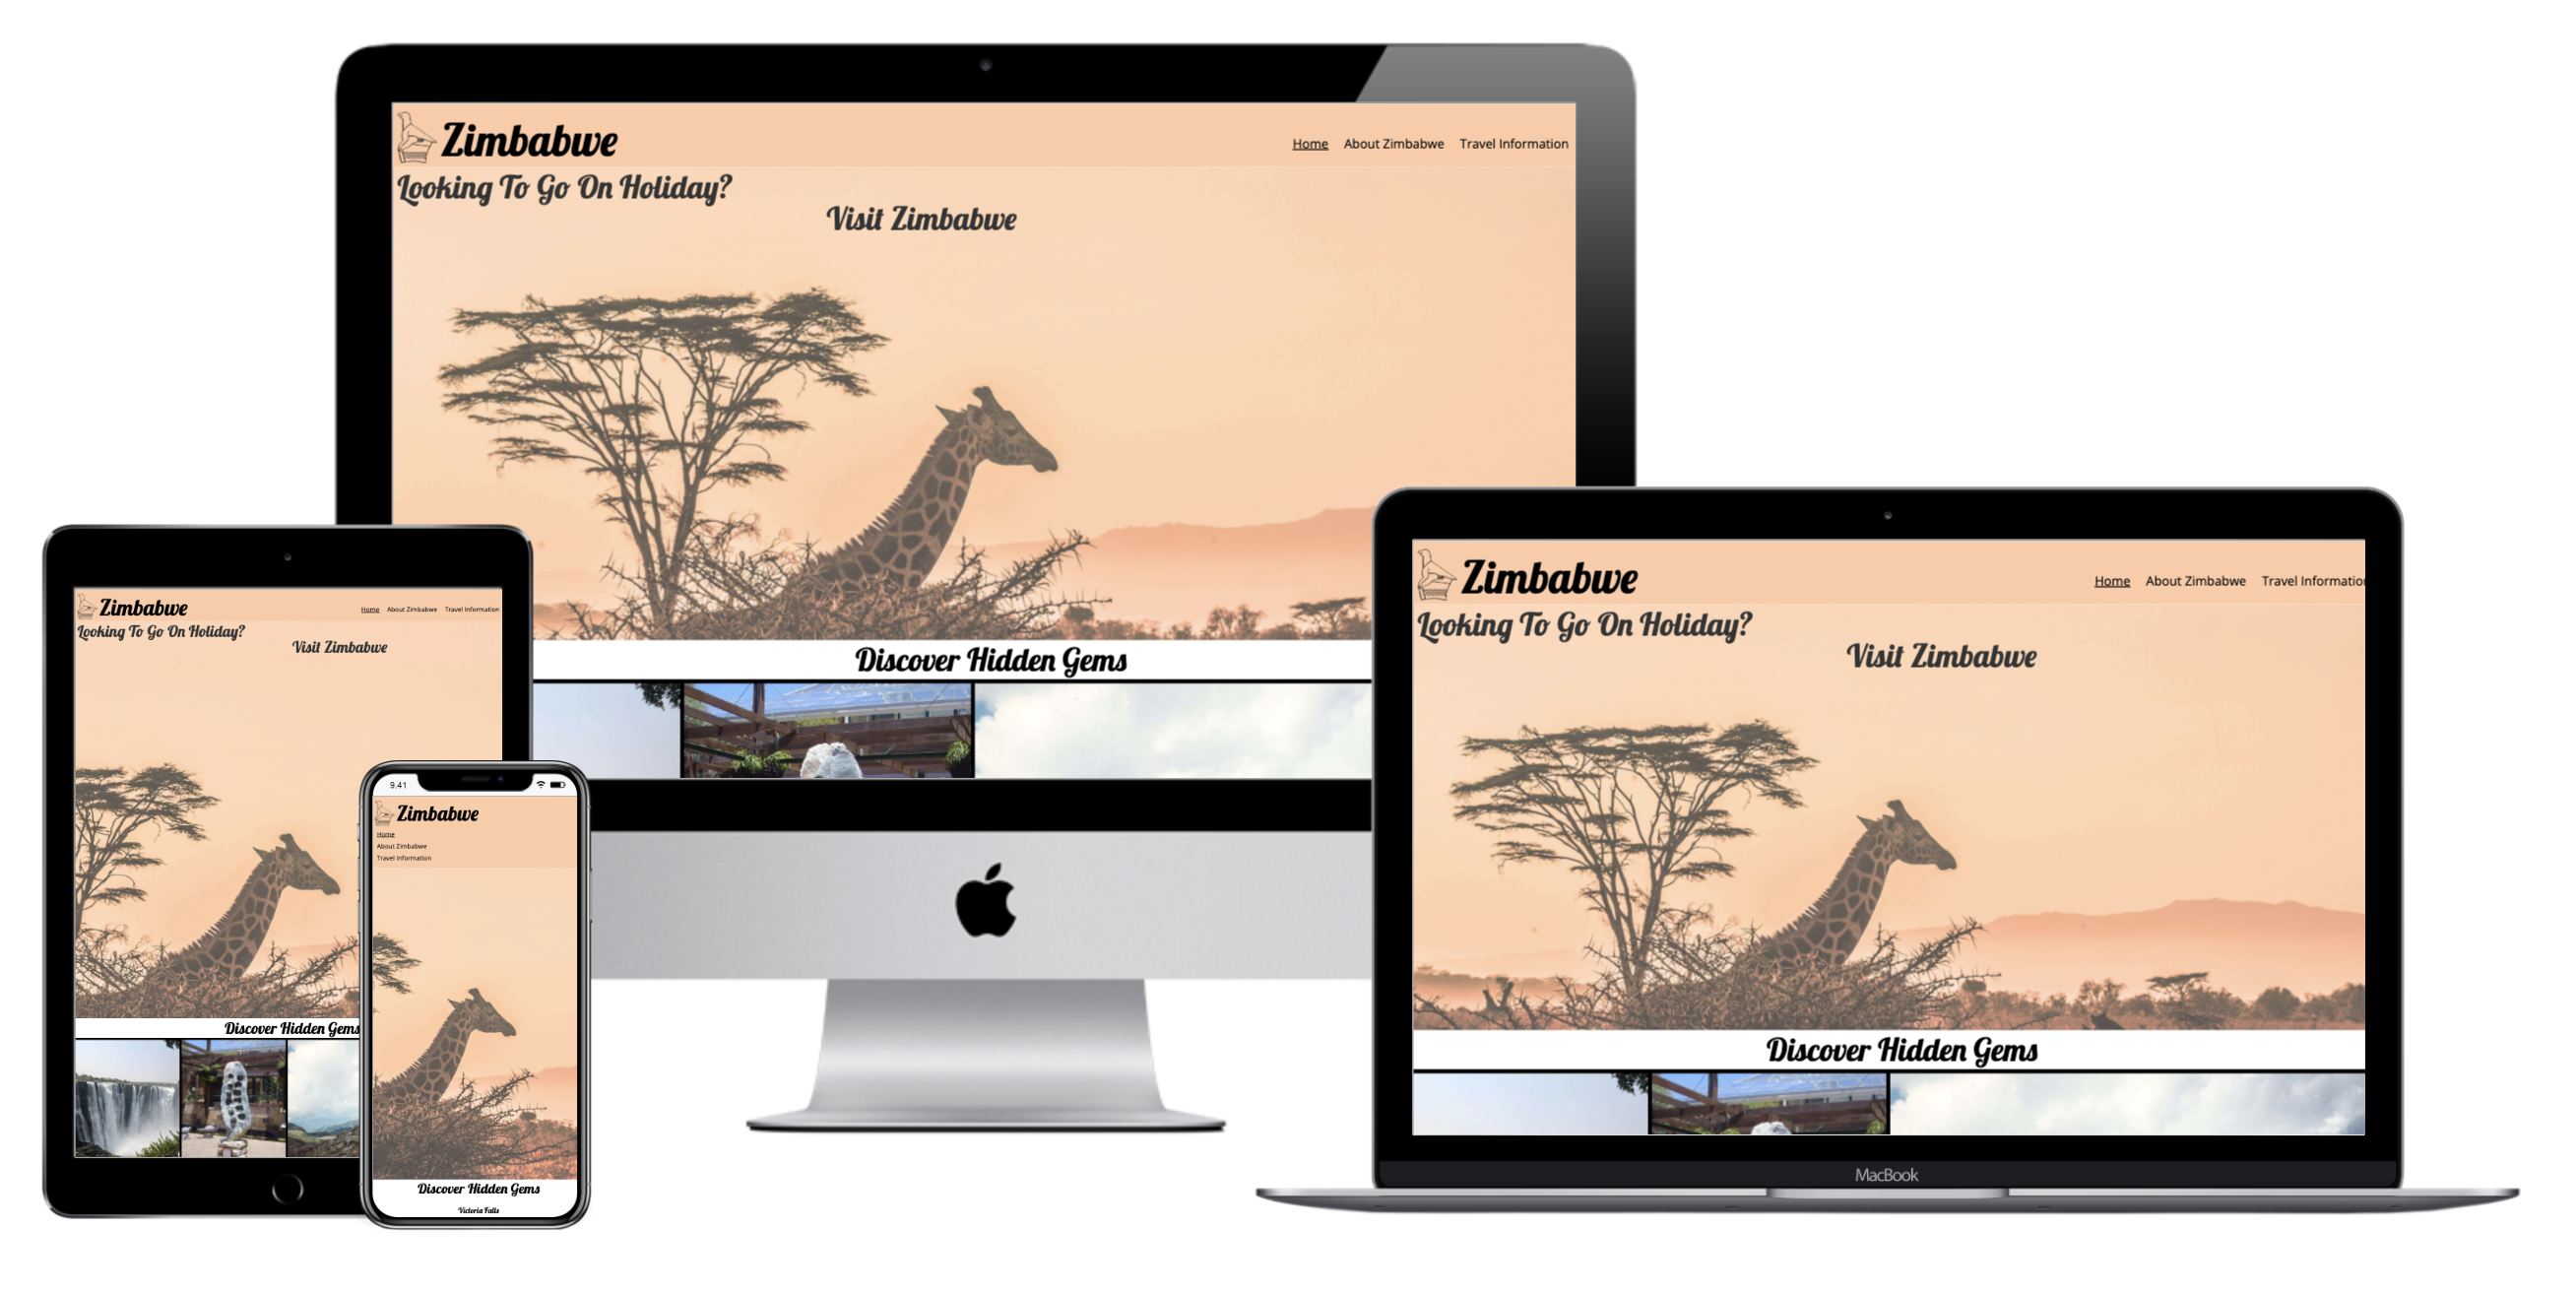 Zimbabwe
Home About Zimbabwe Travel Information
Looking To Go On Holiday?
Visit Zimbabwe
Discover Hidden Gems
Zimbabwe
Home About Zimbabwe Travel Information
Looking To Go On Holiday?
Visit Zimbabwe
Discover Hidden Gems
9.41
Zimbabwe
Home
About Zimbabwe
Travel Information
Discover Hidden Gems
Victoria Falls
Zimbabwe
Home About Zimbabwe Travel Information
Looking To Go On Holiday?
Visit Zimbabwe
Discover Hidden Gems
MacBook